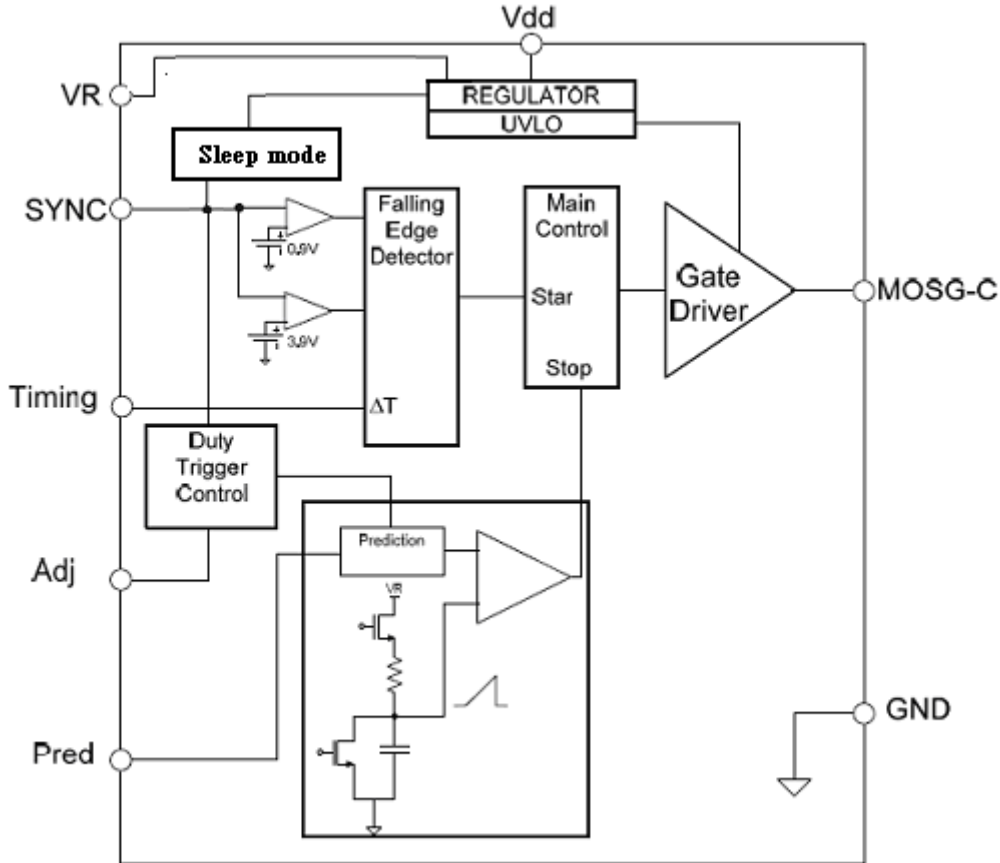 Vdd
VR
REGULATOR
UVLO
Sleep mode
SYNC
Falling
Edge
Detector
Main
Control
0.9V
Gate
Driver
MOSG-C
Star
3.9V
Stop
Timing
ΔT
Duty
Trigger
Control
Prediction
Adj
VR
GND
Pred